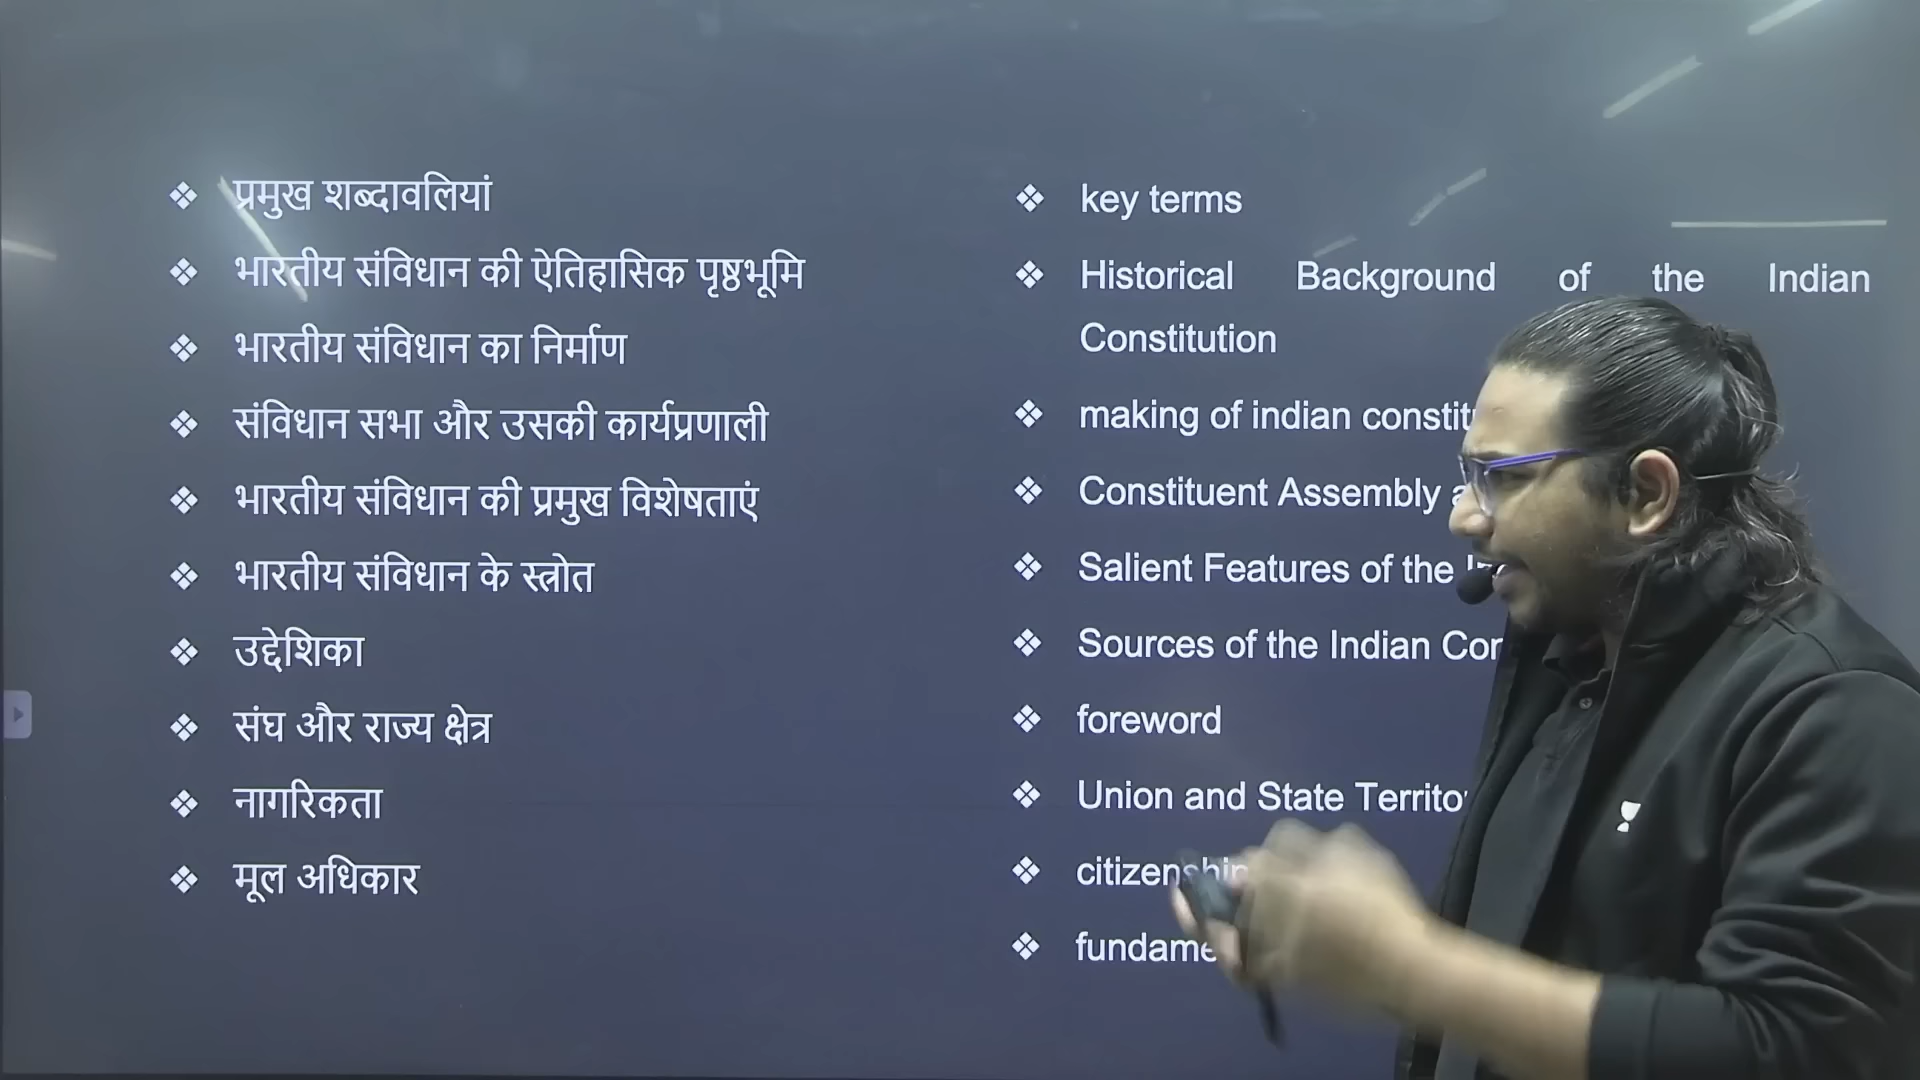 ❖ प्रमुख शब्दावलियां
❖ भारतीय संविधान की ऐतिहासिक पृष्ठभूमि
❖ भारतीय संविधान का निर्माण
❖ संविधान सभा और उसकी कार्यप्रणाली
❖ भारतीय संविधान की प्रमुख विशेषताएं
❖ भारतीय संविधान के स्त्रोत
❖ उद्देशिका
❖ संघ और राज्य क्षेत्र
❖ नागरिकता
❖ मूल अधिकार
❖ key terms
❖ Historical Background of the Indian
Constitution
❖ making of indian
❖ Constituent Assembly
❖ Salient Features of the
❖ Sources of the Indian
❖ foreword
❖ Union and State
❖ citizenship